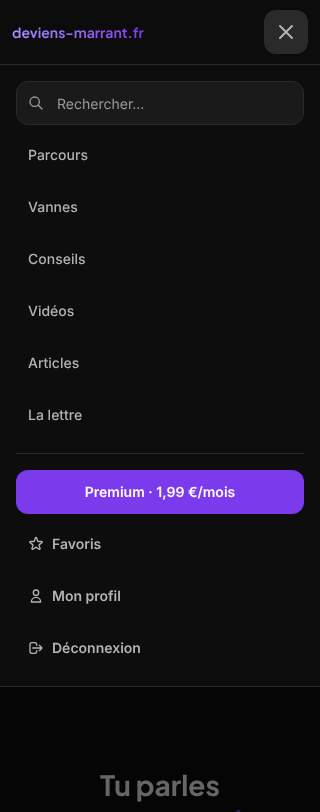 deviens-marrant.fr
Rechercher...
Parcours
Vannes
Conseils
Vidéos
Articles
La lettre
Premium · 1,99 €/mois
Favoris
Mon profil
Déconnexion
Tu parles